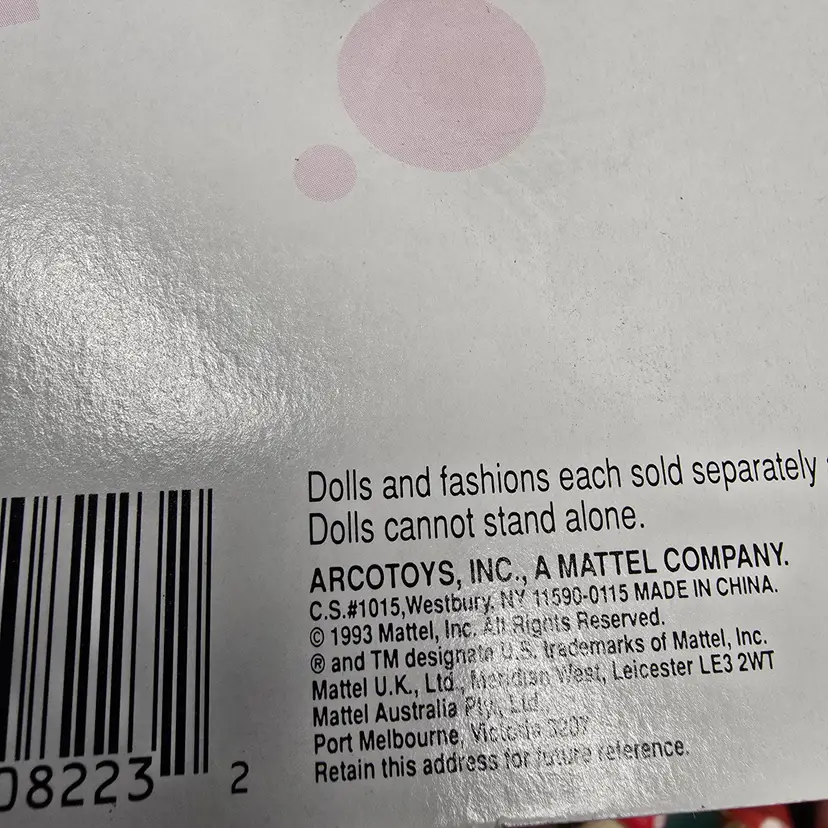 Dolls and fashions each sold separately
Dolls cannot stand alone.
ARCOTOYS, INC., A MATTEL COMPANY.
C.S.#1015,Westbury, NY 11590-0115 MADE IN CHINA.
© 1993 Mattel, Inc. All Rights Reserved.
® and TM designate U.S. trademarks of Mattel, Inc.
Mattel U.K., Ltd., Meridian West, Leicester LE3 2WT
Mattel Australia Pty., Ltd.
Port Melbourne, Victoria 3207
Retain this address for future reference.
08223 2